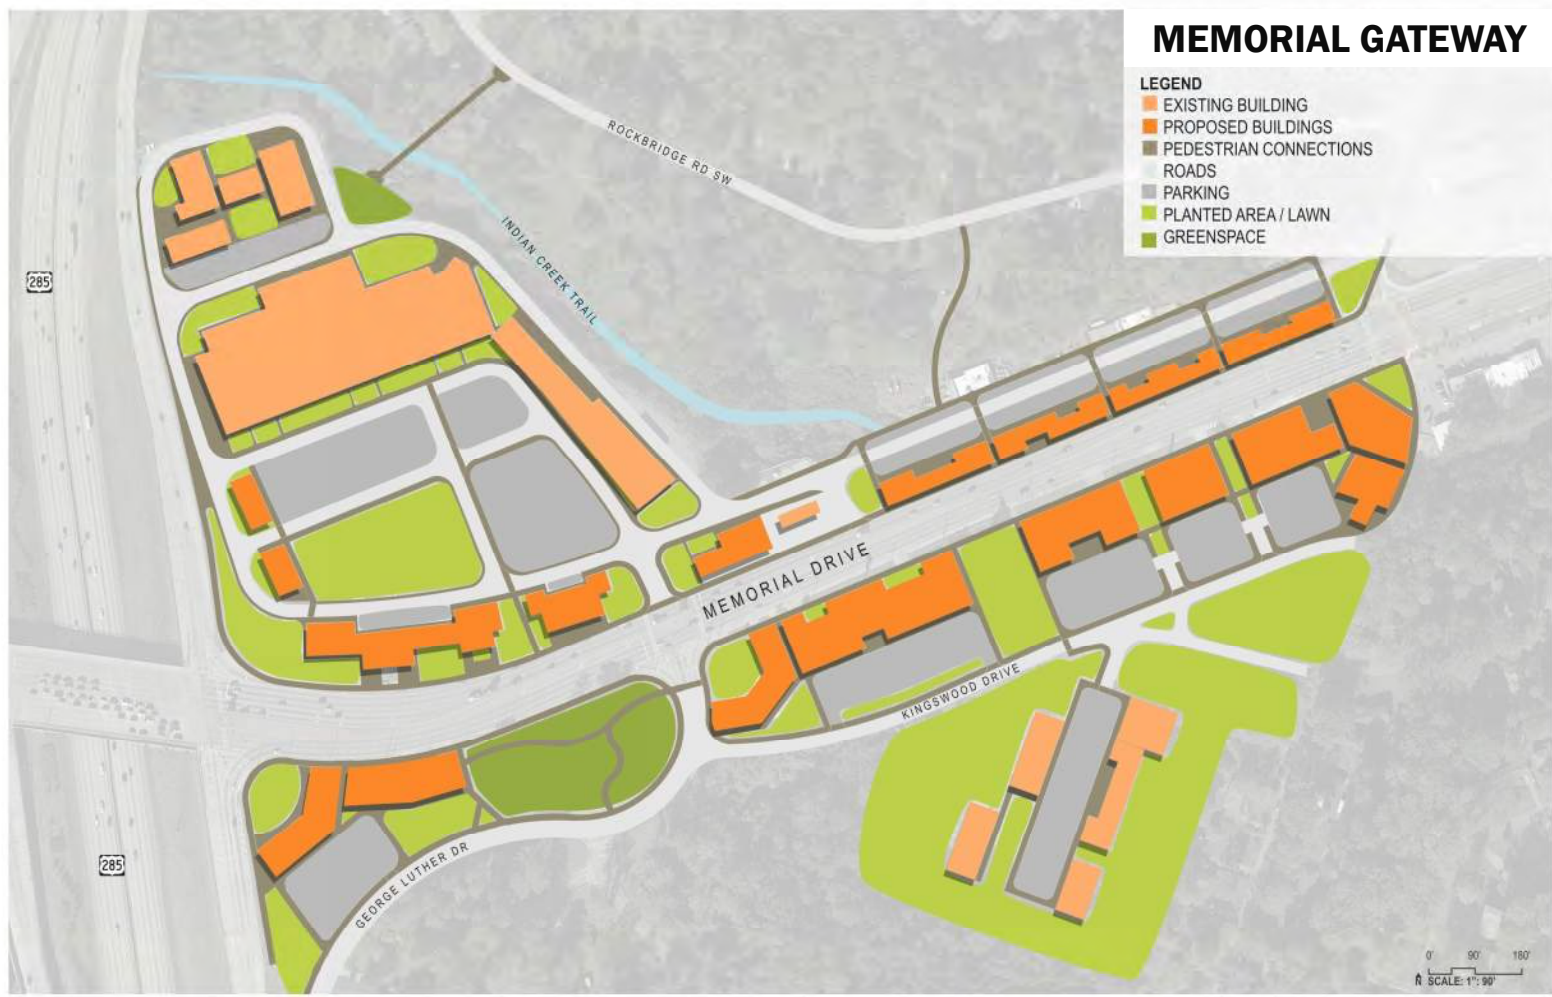 MEMORIAL GATEWAY
LEGEND
EXISTING BUILDING
PROPOSED BUILDINGS
PEDESTRIAN CONNECTIONS
ROADS
PARKING
PLANTED AREA / LAWN
GREENSPACE
ROCKBRIDGE RD SW
INDIAN CREEK TRAIL
285
MEMORIAL DRIVE
KINGSWOOD DRIVE
285
GEORGE LUTHER DR
0' 90' 180'
N SCALE: 1": 90'